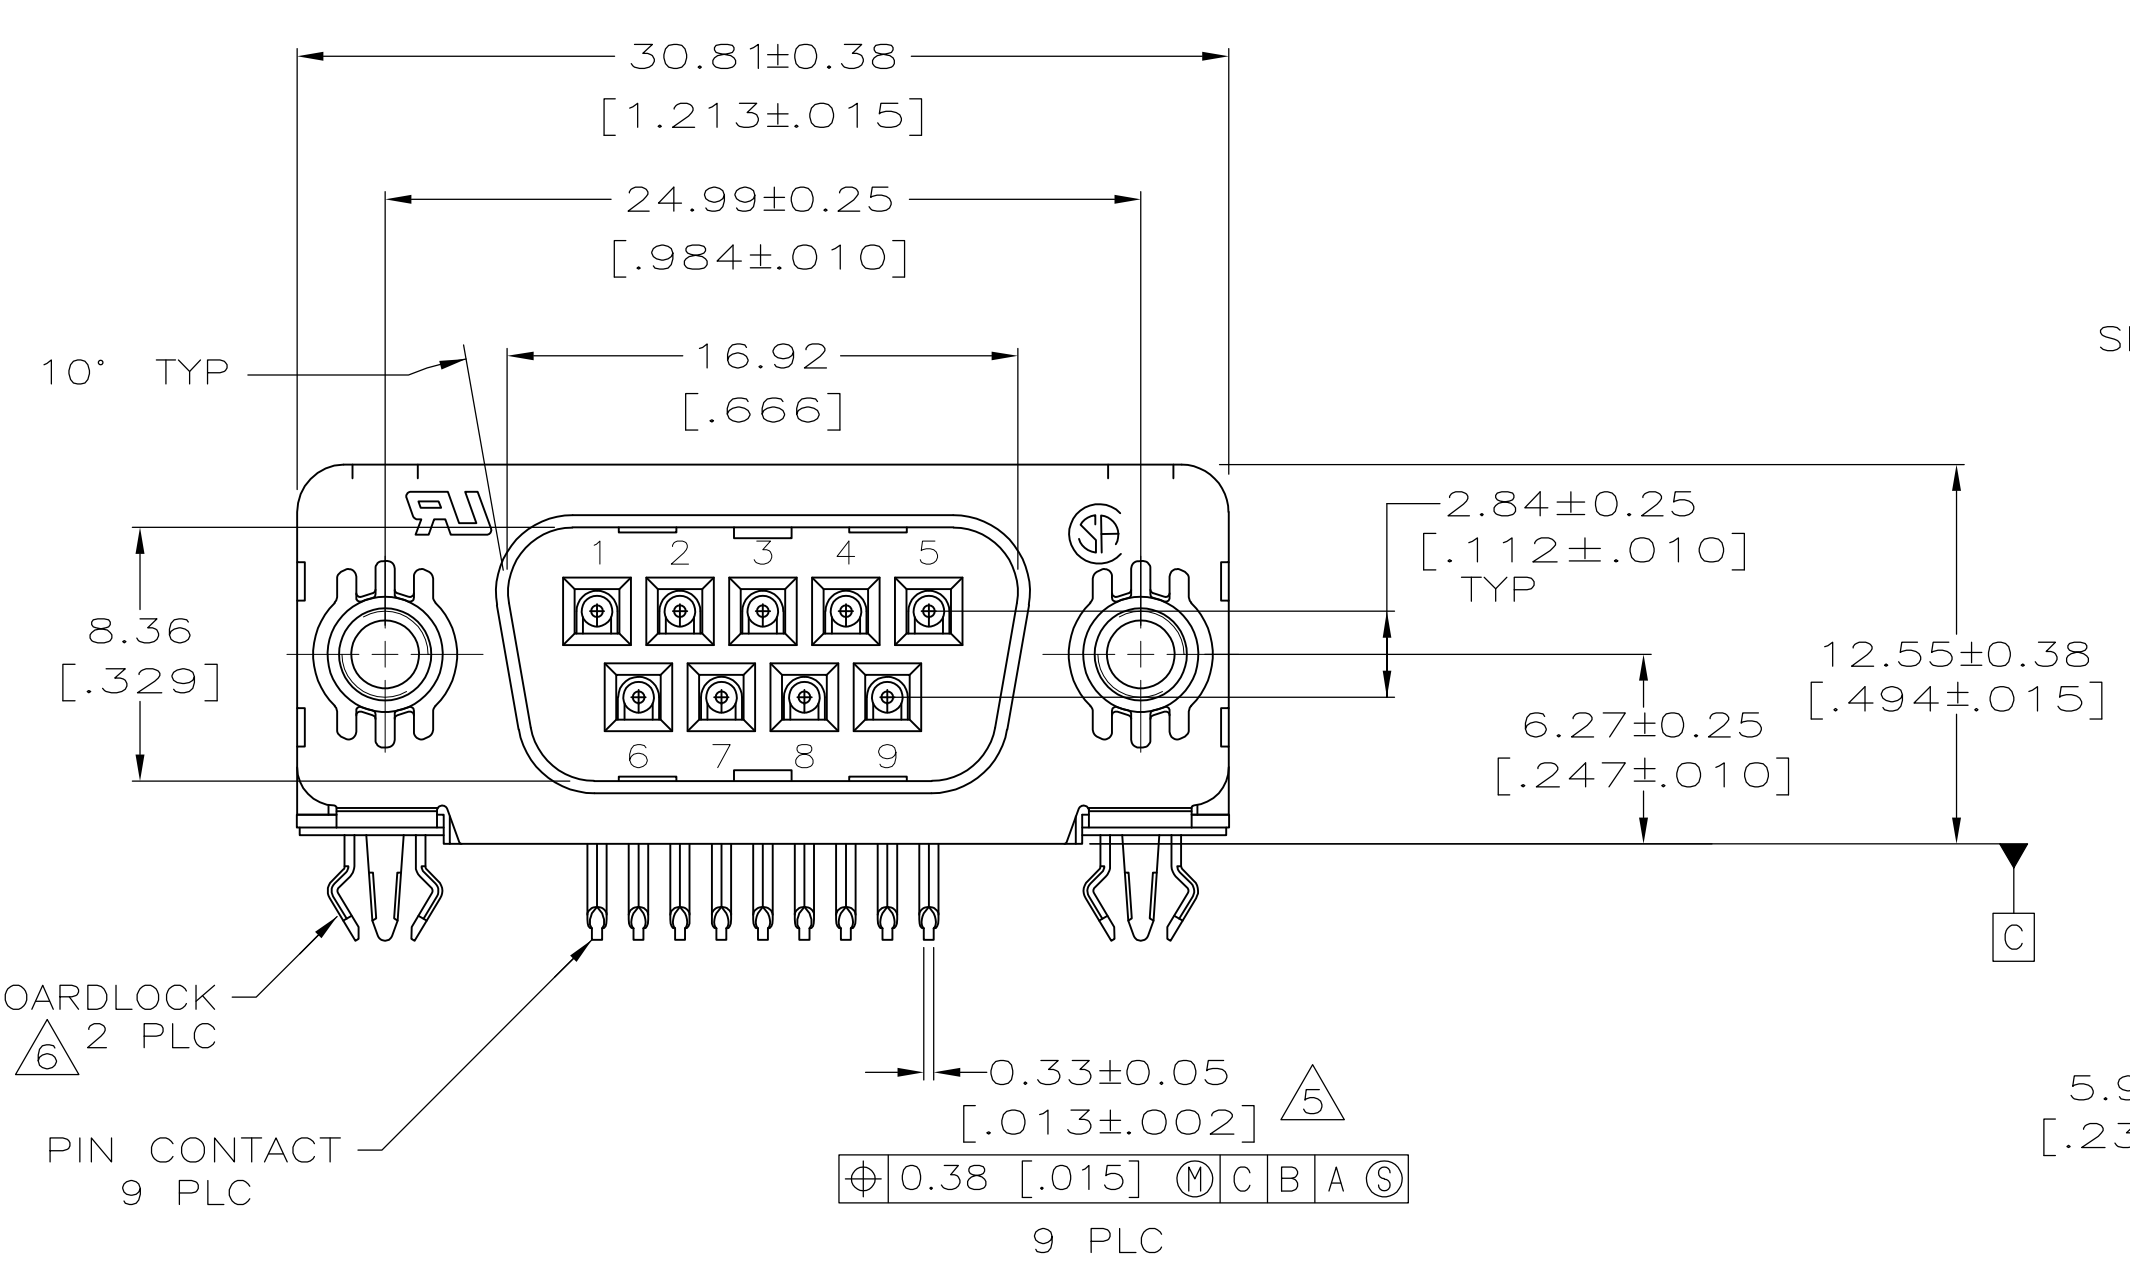 30.81±0.38
[1.213±.015]
24.99±0.25
[.984±.010]
10° TYP
16.92
[.666]
8.36
[.329]
1 2 3 4 5
6 7 8 9
2.84±0.25
[.112±.010]
TYP
12.55±0.38
[.494±.015]
6.27±0.25
[.247±.010]
C
OARDLOCK
6 2 PLC
PIN CONTACT
9 PLC
0.33±0.05
[.013±.002]
5
0.38 [.015] Ⓜ C B A Ⓢ
9 PLC
5.9
[.23